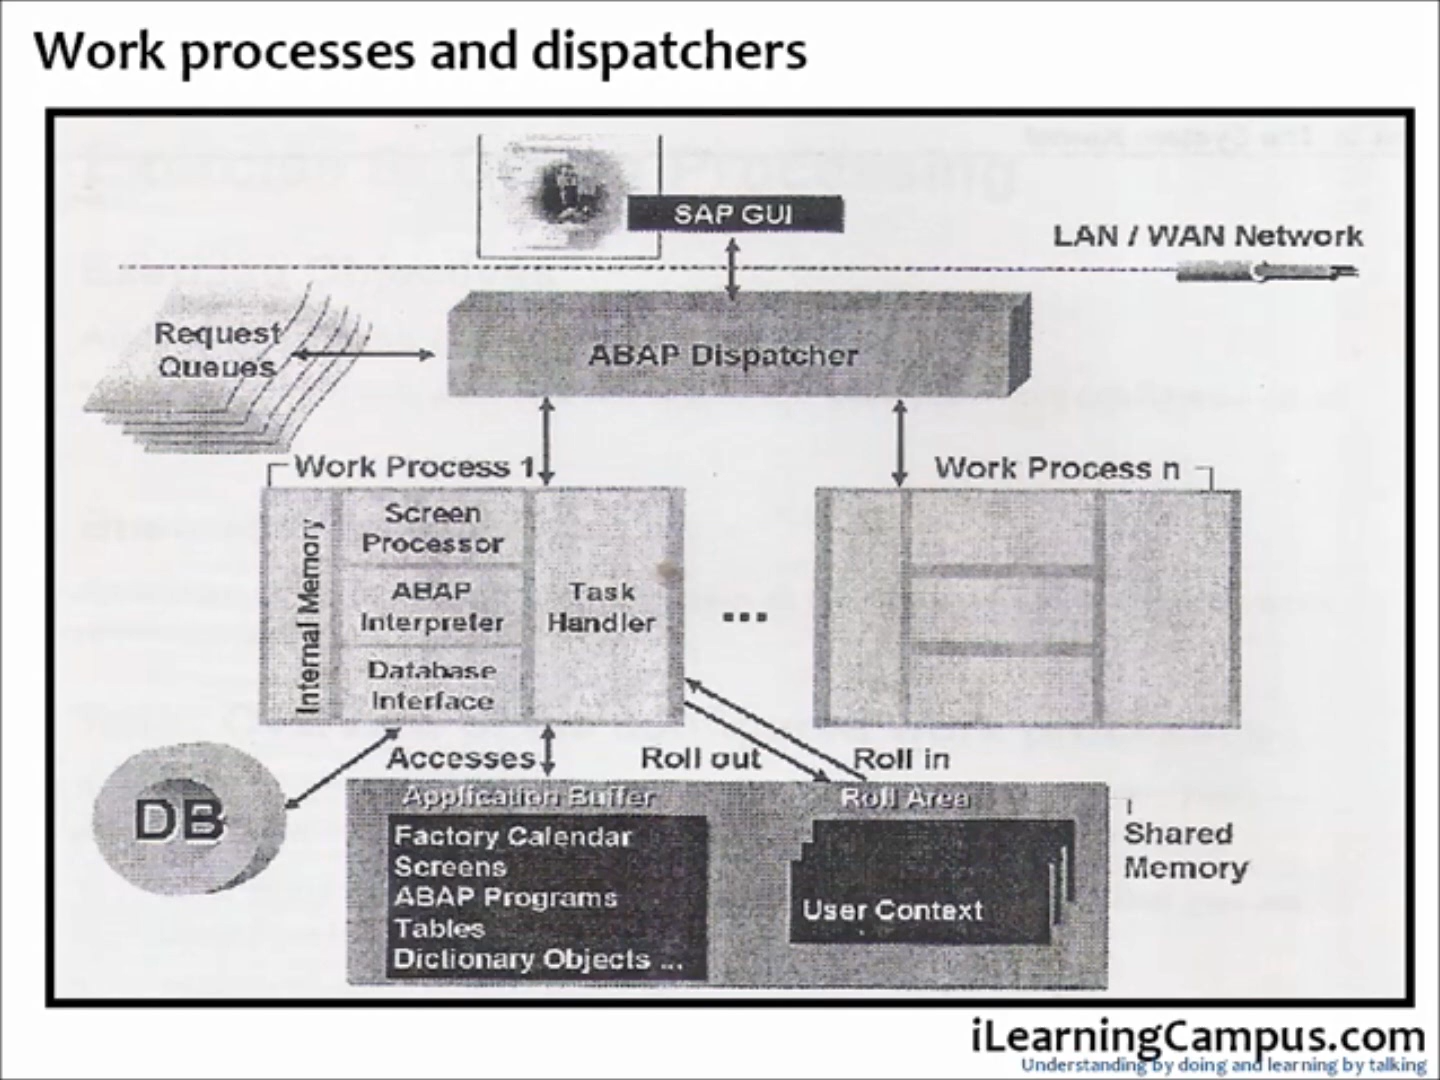 Work processes and dispatchers
SAP GUI
LAN / WAN Network
Request
Queues
ABAP Dispatcher
Work Process 1
Work Process n
Internal Memory
Screen
Processor
ABAP
Interpreter
Database
Interface
Task
Handler
...
DB
Accesses
Roll out
Roll in
Application Buffer
Factory Calendar
Screens
ABAP Programs
Tables
Dictionary Objects ...
Roll Area
User Context
Shared
Memory
iLearningCampus.com
Understanding by doing and learning by talking